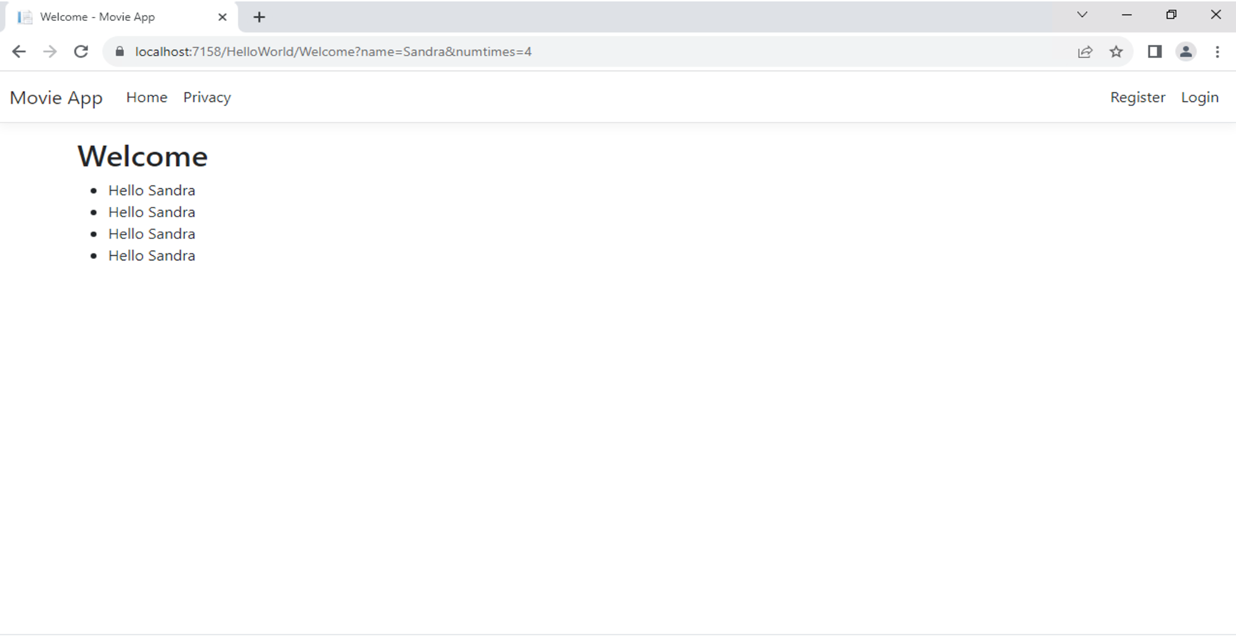 Welcome - Movie App
localhost:7158/HelloWorld/Welcome?name=Sandra&numtimes=4
Movie App Home Privacy Register Login
Welcome
• Hello Sandra
• Hello Sandra
• Hello Sandra
• Hello Sandra